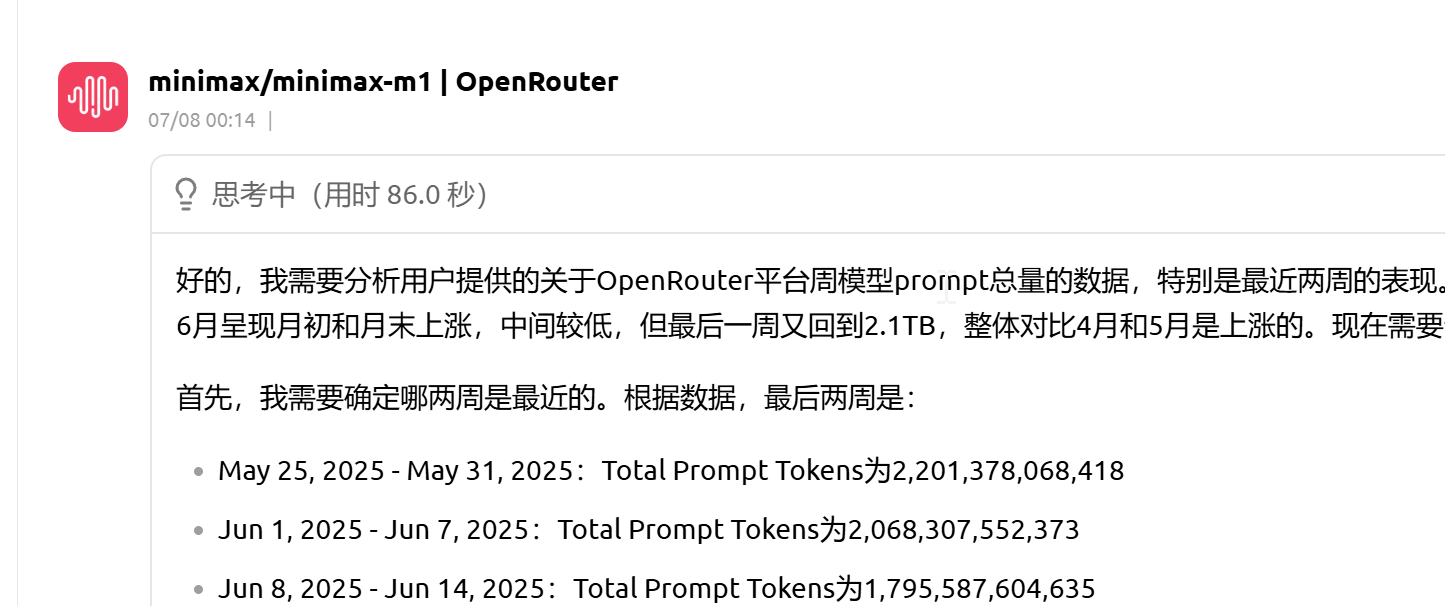 minimax/minimax-m1 | OpenRouter
07/08 00:14 |
思考中（用时 86.0 秒）
好的，我需要分析用户提供的关于OpenRouter平台周模型prompt总量的数据，特别是最近两周的表现。
6月呈现月初和月末上涨，中间较低，但最后一周又回到2.1TB，整体对比4月和5月是上涨的。现在需要
首先，我需要确定哪两周是最近的。根据数据，最后两周是：
• May 25, 2025 - May 31, 2025：Total Prompt Tokens为2,201,378,068,418
• Jun 1, 2025 - Jun 7, 2025：Total Prompt Tokens为2,068,307,552,373
• Jun 8, 2025 - Jun 14, 2025：Total Prompt Tokens为1,795,587,604,635